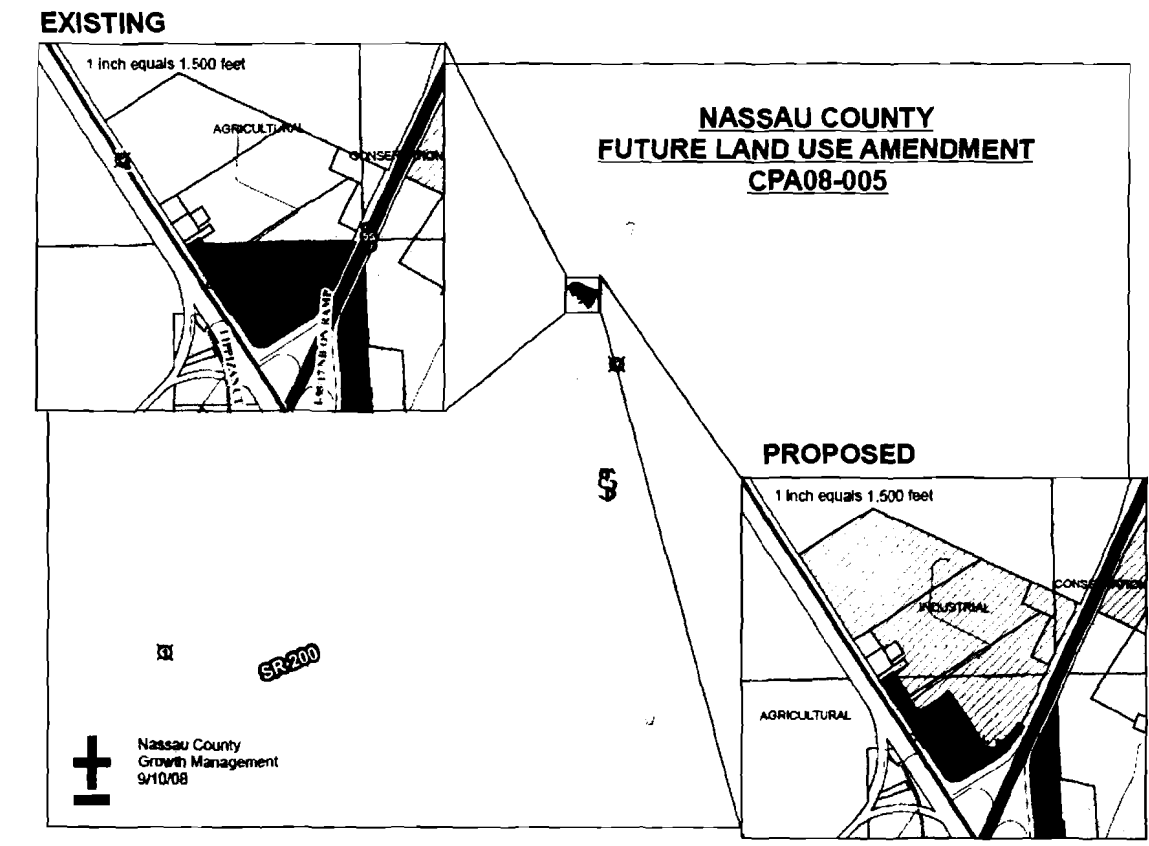 EXISTING
1 inch equals 1,500 feet
AGRICULTURAL
CONSERVATION
NASSAU COUNTY
FUTURE LAND USE AMENDMENT
CPA08-005
PROPOSED
1 inch equals 1,500 feet
CONSERVATION
INDUSTRIAL
AGRICULTURAL
SR-200
Nassau County
Growth Management
9/10/08